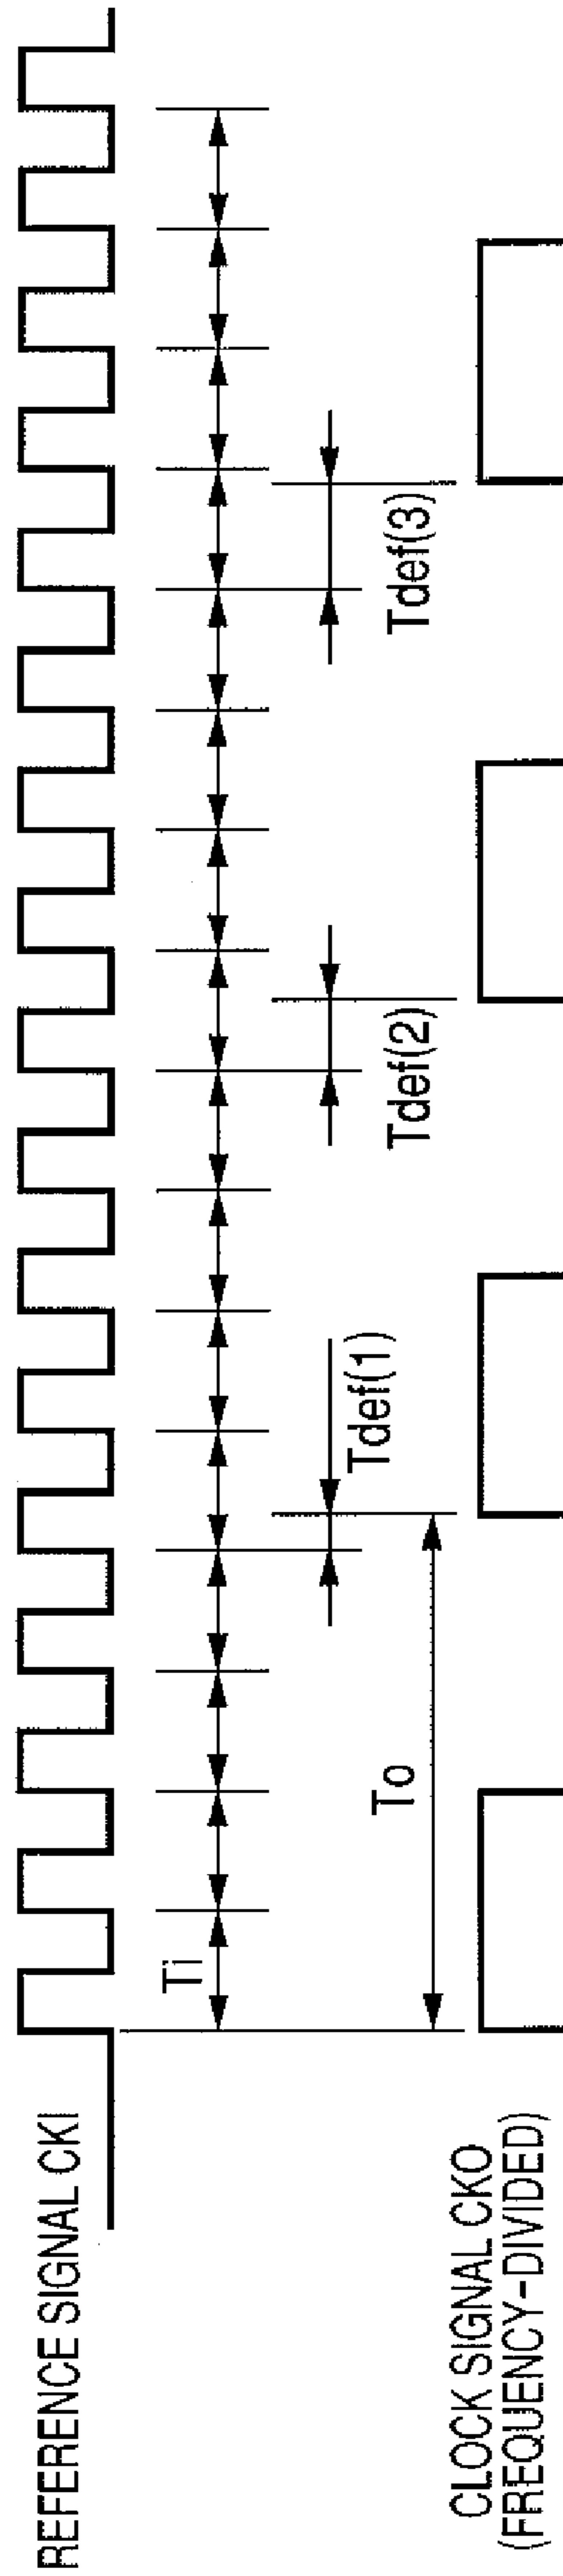 REFERENCE SIGNAL CKI
Ti
Tdef(1)
Tdef(2)
Tdef(3)
To
CLOCK SIGNAL CKO
(FREQUENCY-DIVIDED)